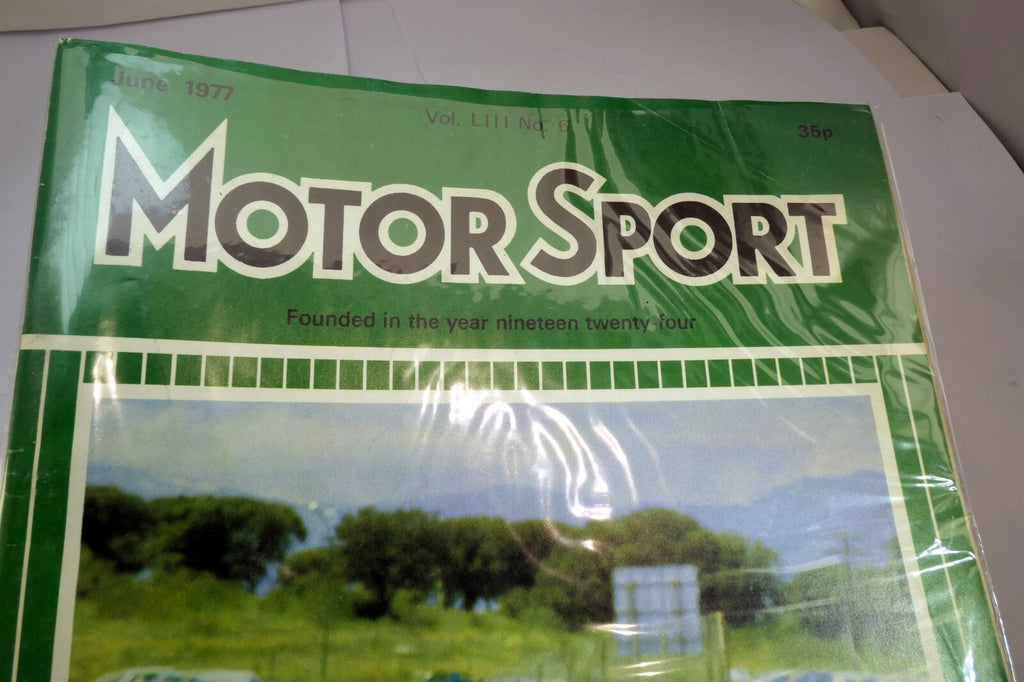 June 1977
Vol. LIII No. 6
35p
MOTOR SPORT
Founded in the year nineteen twenty-four